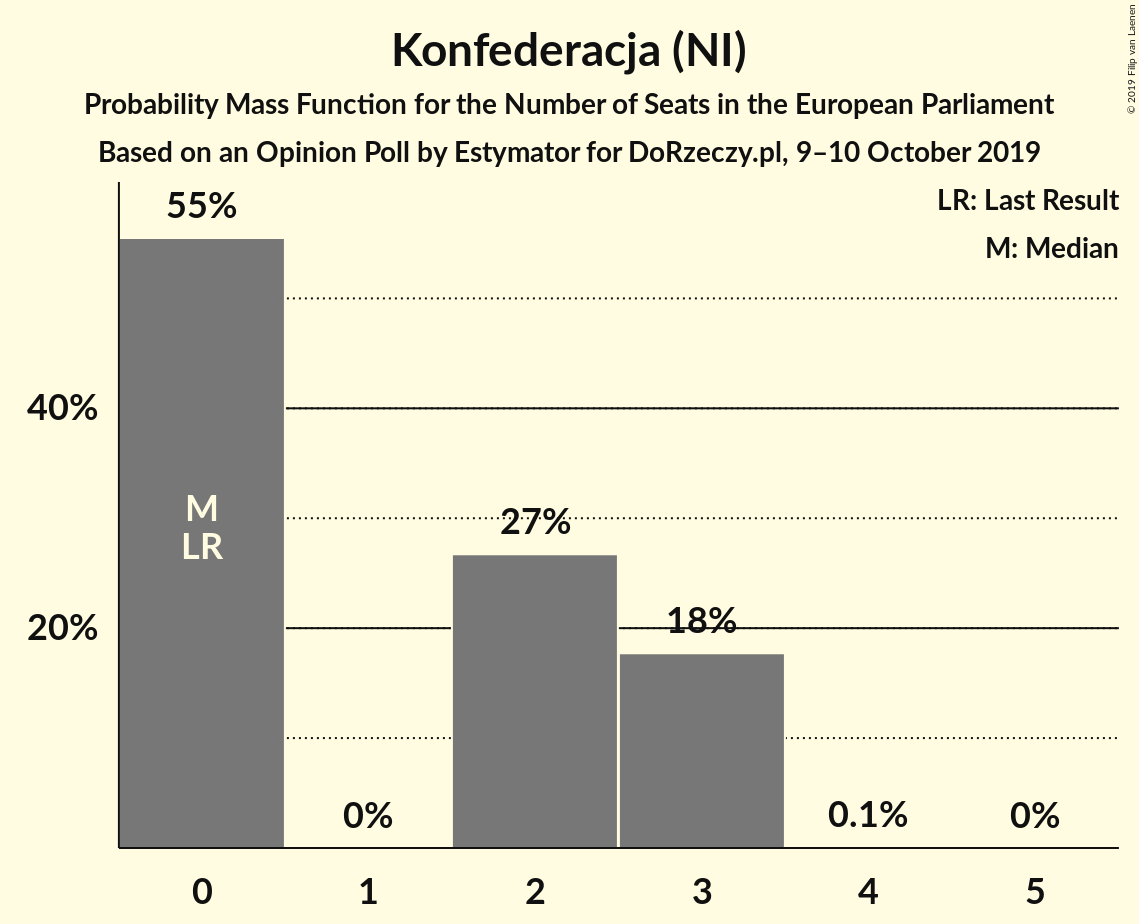 Konfederacja (NI)
Probability Mass Function for the Number of Seats in the European Parliament
Based on an Opinion Poll by Estymator for DoRzeczy.pl, 9–10 October 2019
© 2019 Filip van Laenen
LR: Last Result
M: Median
55%
40%
M
LR
27%
20%
18%
0%
0.1%
0%
0 1 2 3 4 5